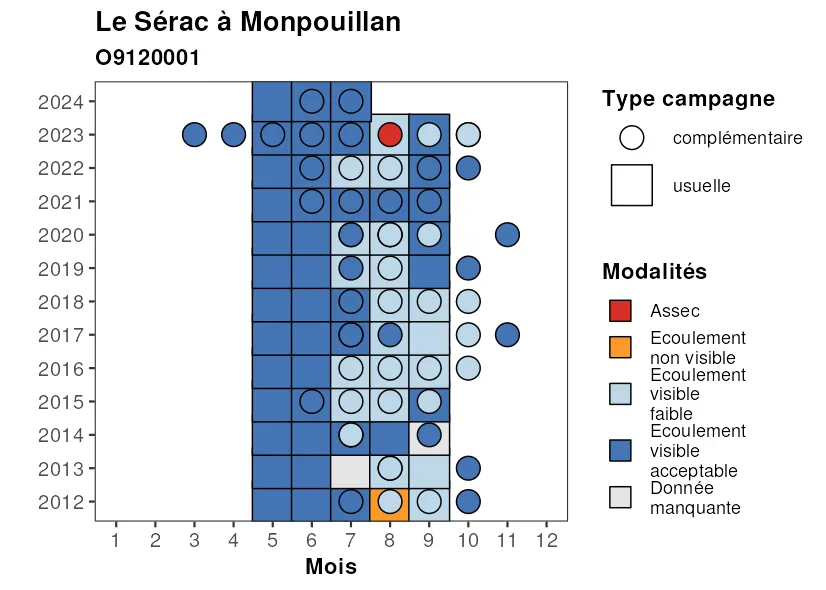 Le Sérac à Monpouillan
O9120001
2024
2023
2022
2021
2020
2019
2018
2017
2016
2015
2014
2013
2012
1 2 3 4 5 6 7 8 9 10 11 12
Mois
Type campagne
complémentaire
usuelle
Modalités
Assec
Ecoulement
non visible
Ecoulement
visible
faible
Ecoulement
visible
acceptable
Donnée
manquante